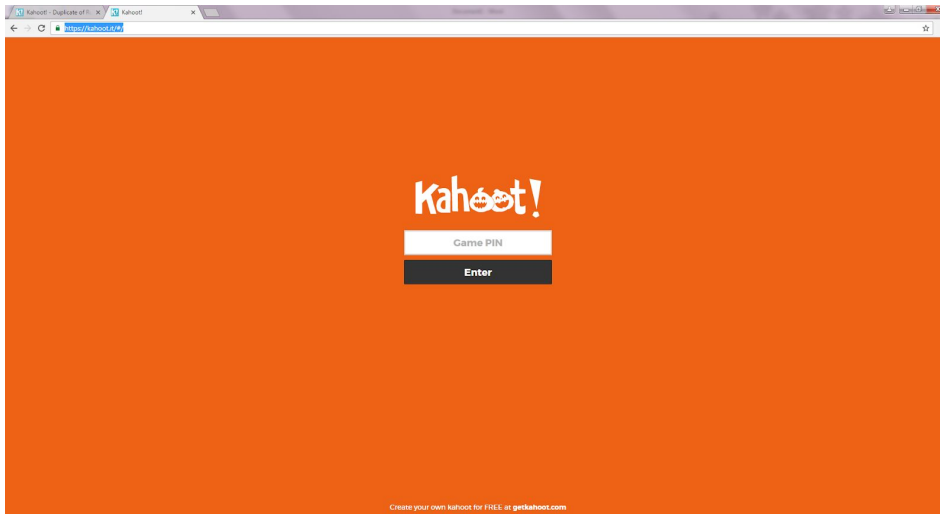 Kahoot! - Duplicate of
Kahoot!
https://kahoot.it/#/
Kahoot!
Game PIN
Enter
Create your own kahoot for FREE at getkahoot.com